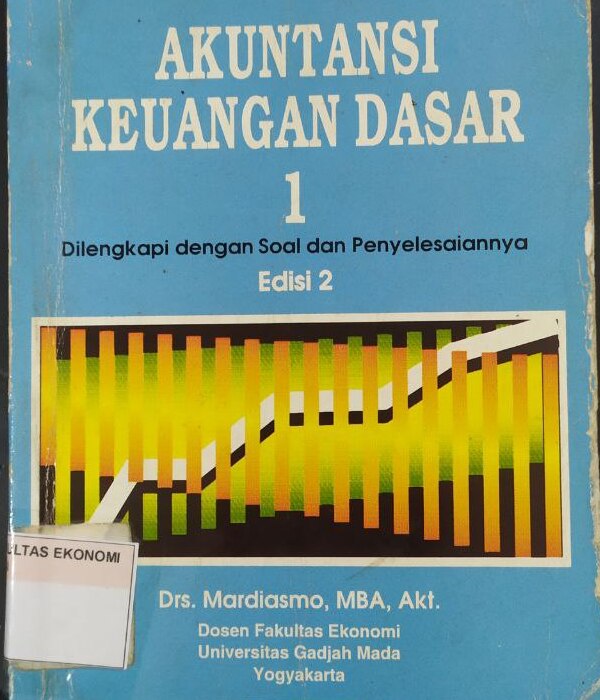 AKUNTANSI
KEUANGAN DASAR
1
Dilengkapi dengan Soal dan Penyelesaiannya
Edisi 2
LTAS EKONOMI
Drs. Mardiasmo, MBA, Akt.
Dosen Fakultas Ekonomi
Universitas Gadjah Mada
Yogyakarta